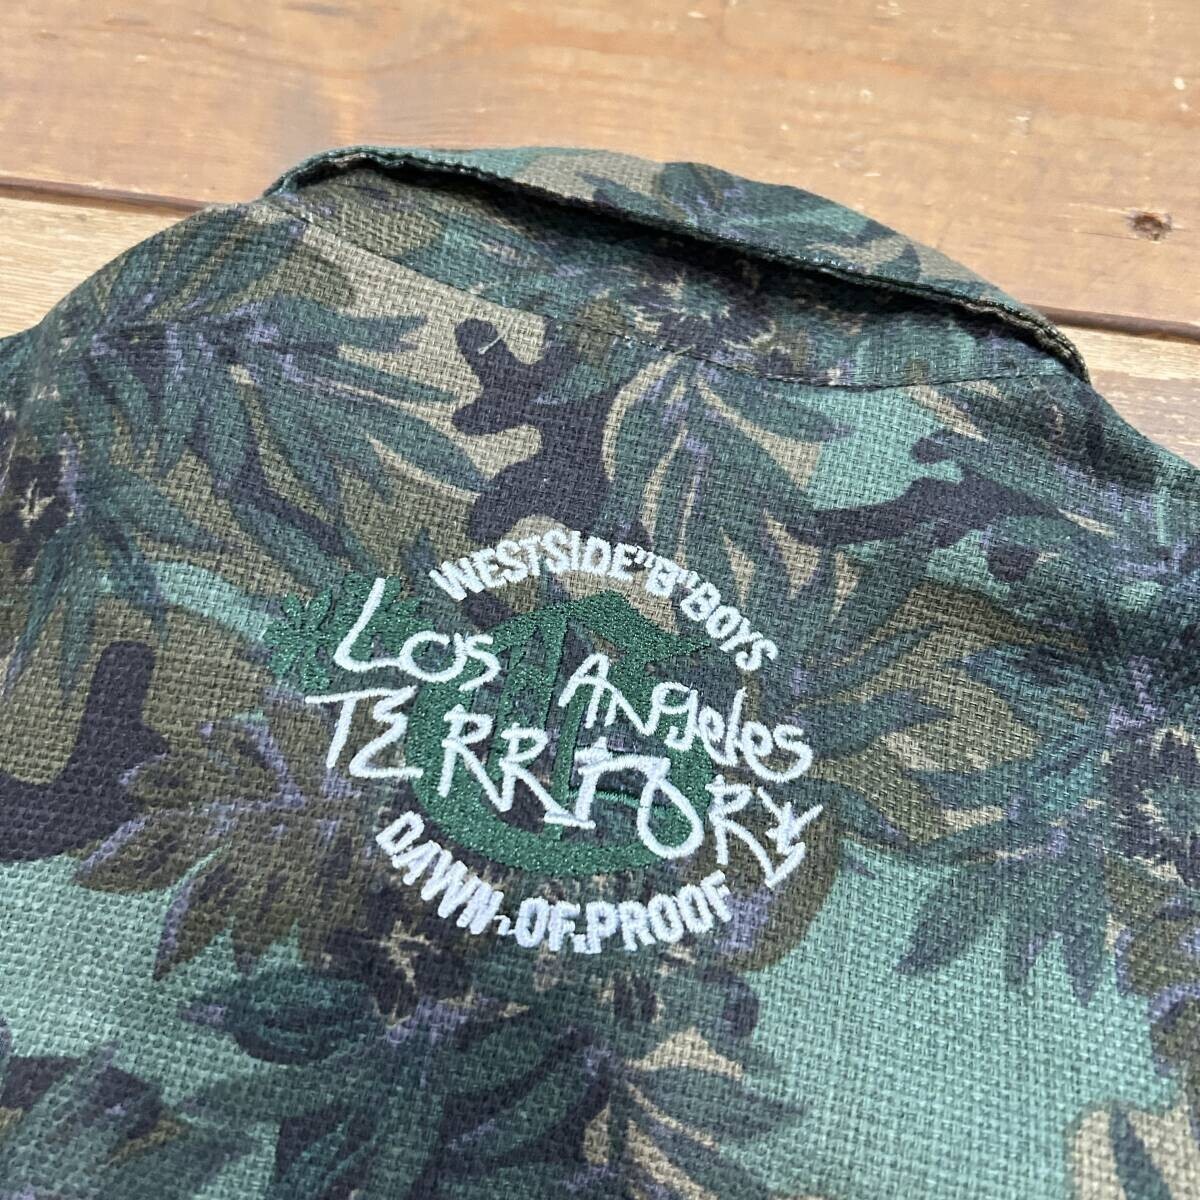 WESTSIDE"B"BOYS
LOS ANgeles
TERRITORY
DAWN.OF.PROOF